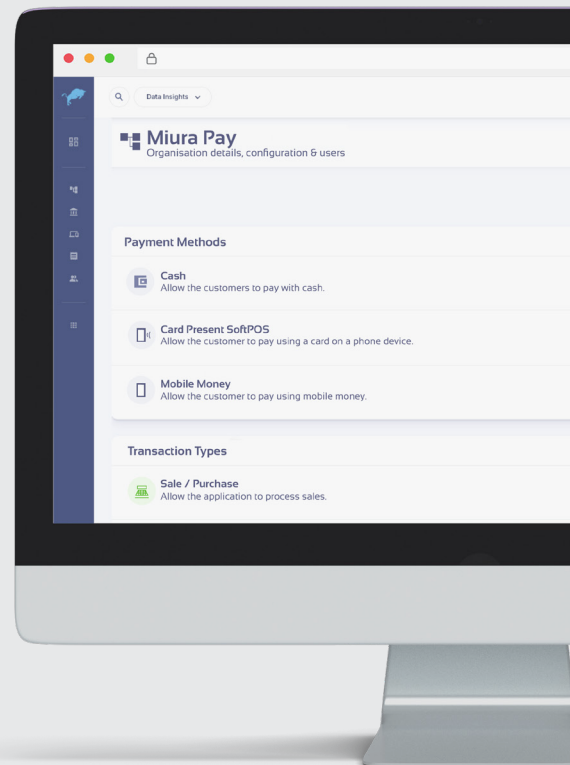 Data Insights
Miura Pay
Organisation details, configuration & users
Payment Methods
Cash
Allow the customers to pay with cash.
Card Present SoftPOS
Allow the customer to pay using a card on a phone device.
Mobile Money
Allow the customer to pay using mobile money.
Transaction Types
Sale / Purchase
Allow the application to process sales.